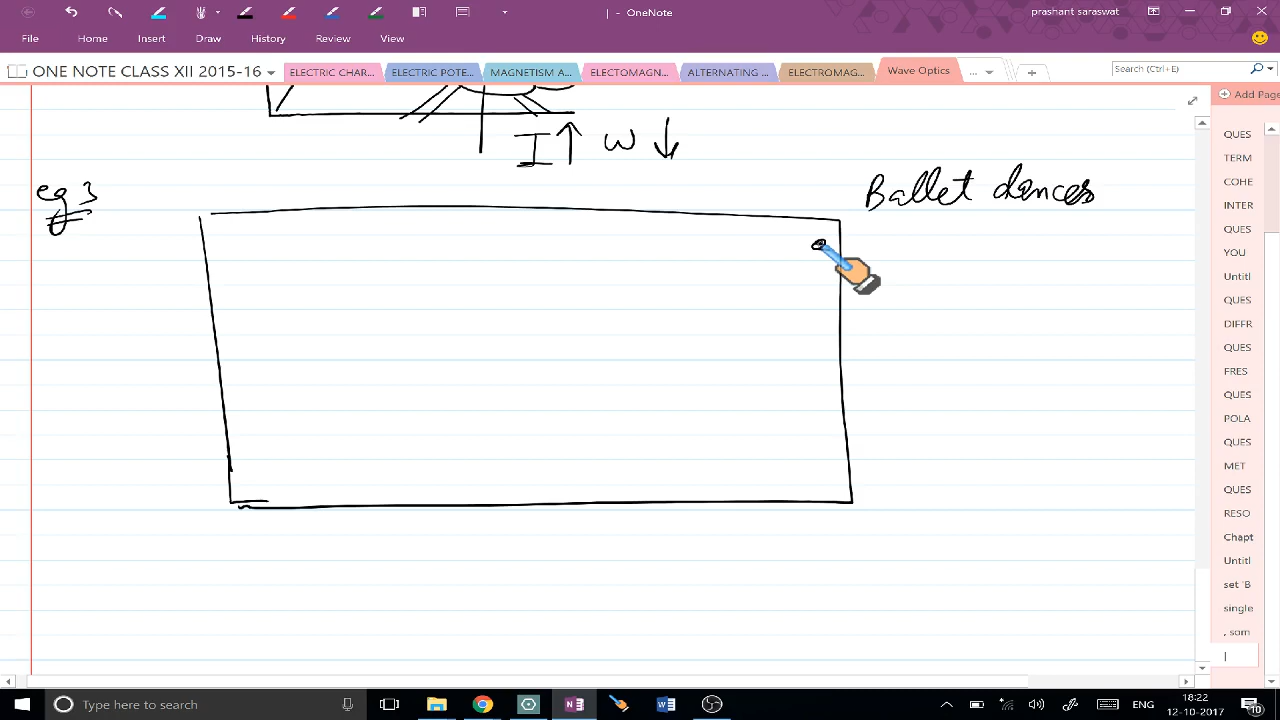 prashant saraswat
| - OneNote
File Home Insert Draw History Review View
ONE NOTE CLASS XII 2015-16
ELECTRIC CHAR... ELECTRIC POTE... MAGNETISM A... ELECTOMAGN... ALTERNATING ... ELECTROMAG... Wave Optics ...
Search (Ctrl+E)
Add Page
I↑ ω↓
eg 3
Ballet dences
QUES
TERM
COHE
INTER
QUES
YOU
Untitl
QUES
DIFFR
QUES
FRES
QUES
POLA
QUES
MET
QUES
RESO
Chapt
Untitl
set 'B
single
, som
|
Type here to search
ENG
18:22
12-10-2017
10